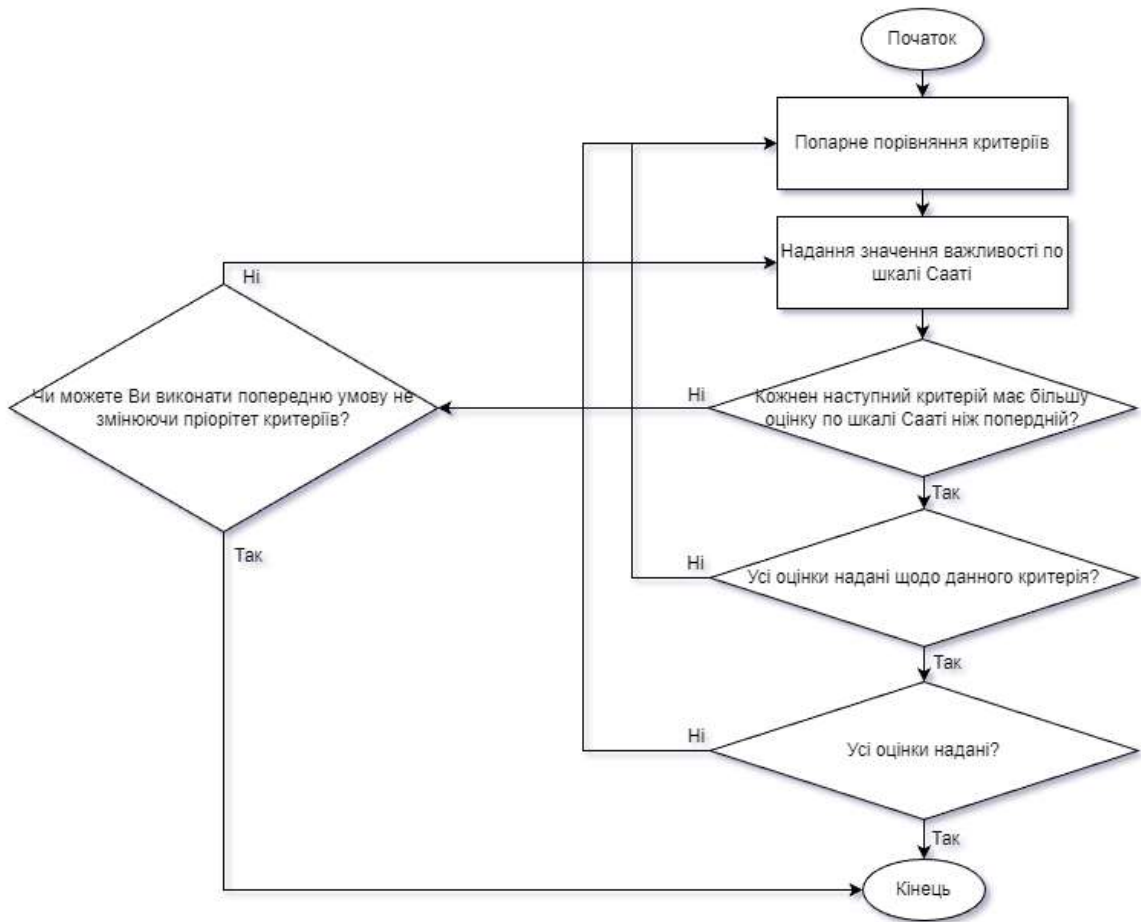 Початок
Попарне порівняння критеріїв
Надання значення важливості по
шкалі Сааті
Ні
Чи можете Ви виконати попередню умову не
змінюючи пріорітет критеріїв?
Ні
Кожнен наступний критерій має більшу
оцінку по шкалі Сааті ніж попердній?
Так
Так
Ні
Усі оцінки надані щодо данного критерія?
Так
Ні
Усі оцінки надані?
Так
Кінець